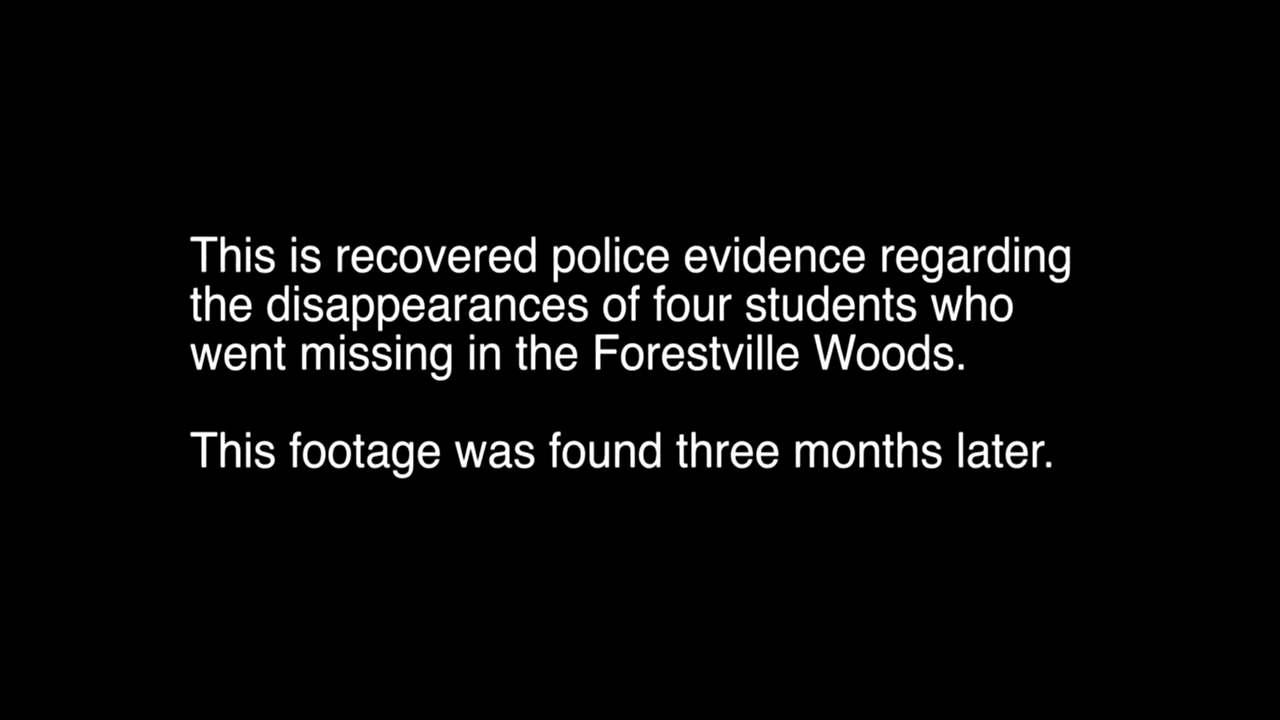 This is recovered police evidence regarding
the disappearances of four students who
went missing in the Forestville Woods.
This footage was found three months later.